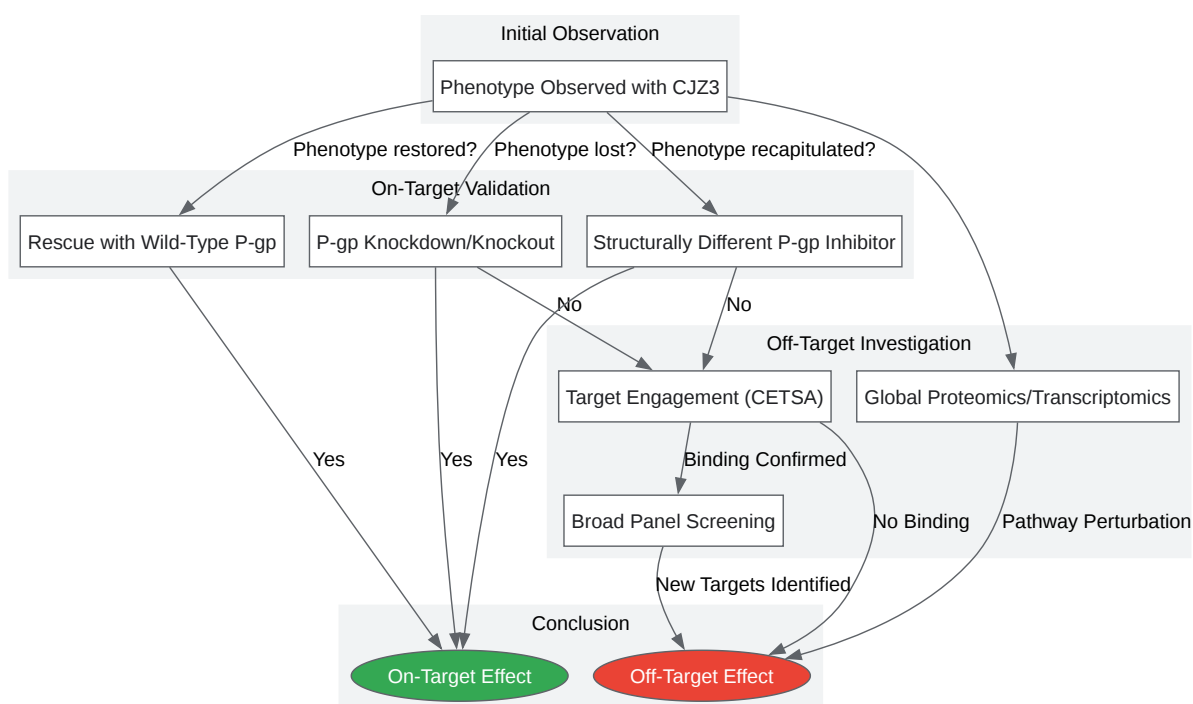 Initial Observation
Phenotype Observed with CJZ3
Phenotype restored?
Phenotype lost?
Phenotype recapitulated?
On-Target Validation
Rescue with Wild-Type P-gp
P-gp Knockdown/Knockout
Structurally Different P-gp Inhibitor
No
No
Off-Target Investigation
Target Engagement (CETSA)
Global Proteomics/Transcriptomics
Yes
Yes
Yes
Binding Confirmed
Broad Panel Screening
No Binding
Pathway Perturbation
New Targets Identified
Conclusion
On-Target Effect
Off-Target Effect